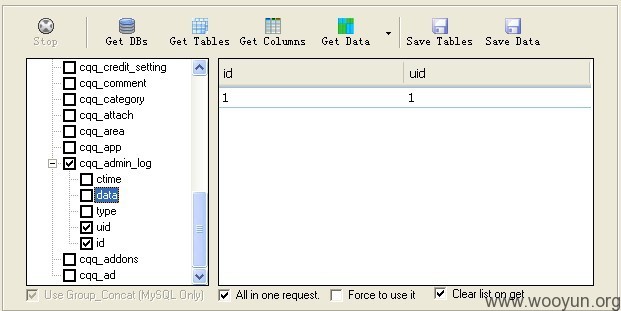 Stop Get DBs Get Tables Get Columns Get Data Save Tables Save Data
cqq_credit_setting
cqq_comment
cqq_category
cqq_attach
cqq_area
cqq_app
cqq_admin_log
ctime
data
type
uid
id
cqq_addons
cqq_ad
id uid
1 1
Use Group_Concat (MySQL Only) All in one request. Force to use it Clear list on get
www.wooyun.org